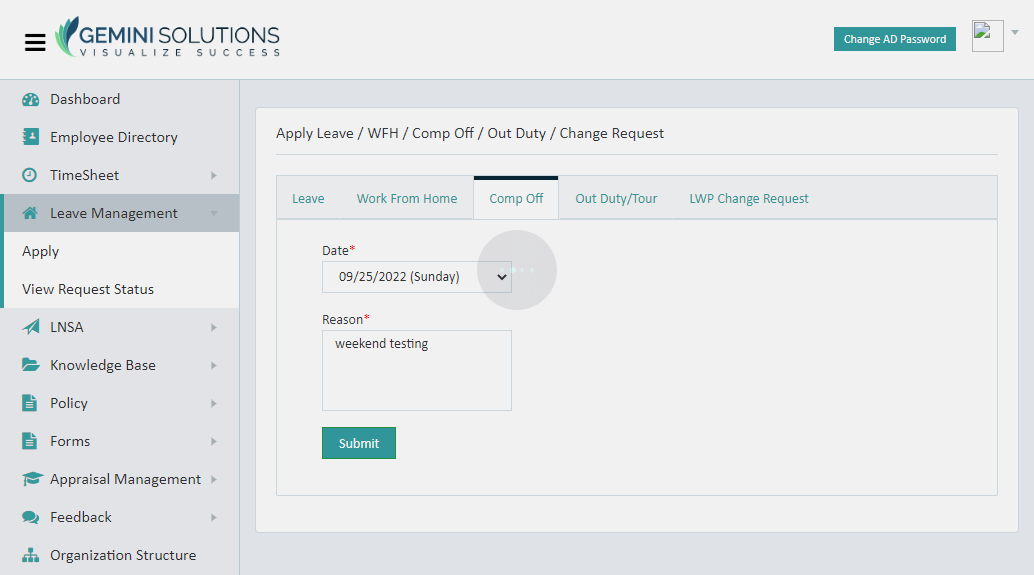 GEMINI SOLUTIONS
VISUALIZE SUCCESS
Change AD Password
Dashboard
Employee Directory
TimeSheet
Leave Management
Apply
View Request Status
LNSA
Knowledge Base
Policy
Forms
Appraisal Management
Feedback
Organization Structure
Apply Leave / WFH / Comp Off / Out Duty / Change Request
Leave Work From Home Comp Off Out Duty/Tour LWP Change Request
Date*
09/25/2022 (Sunday)
Reason*
weekend testing
Submit